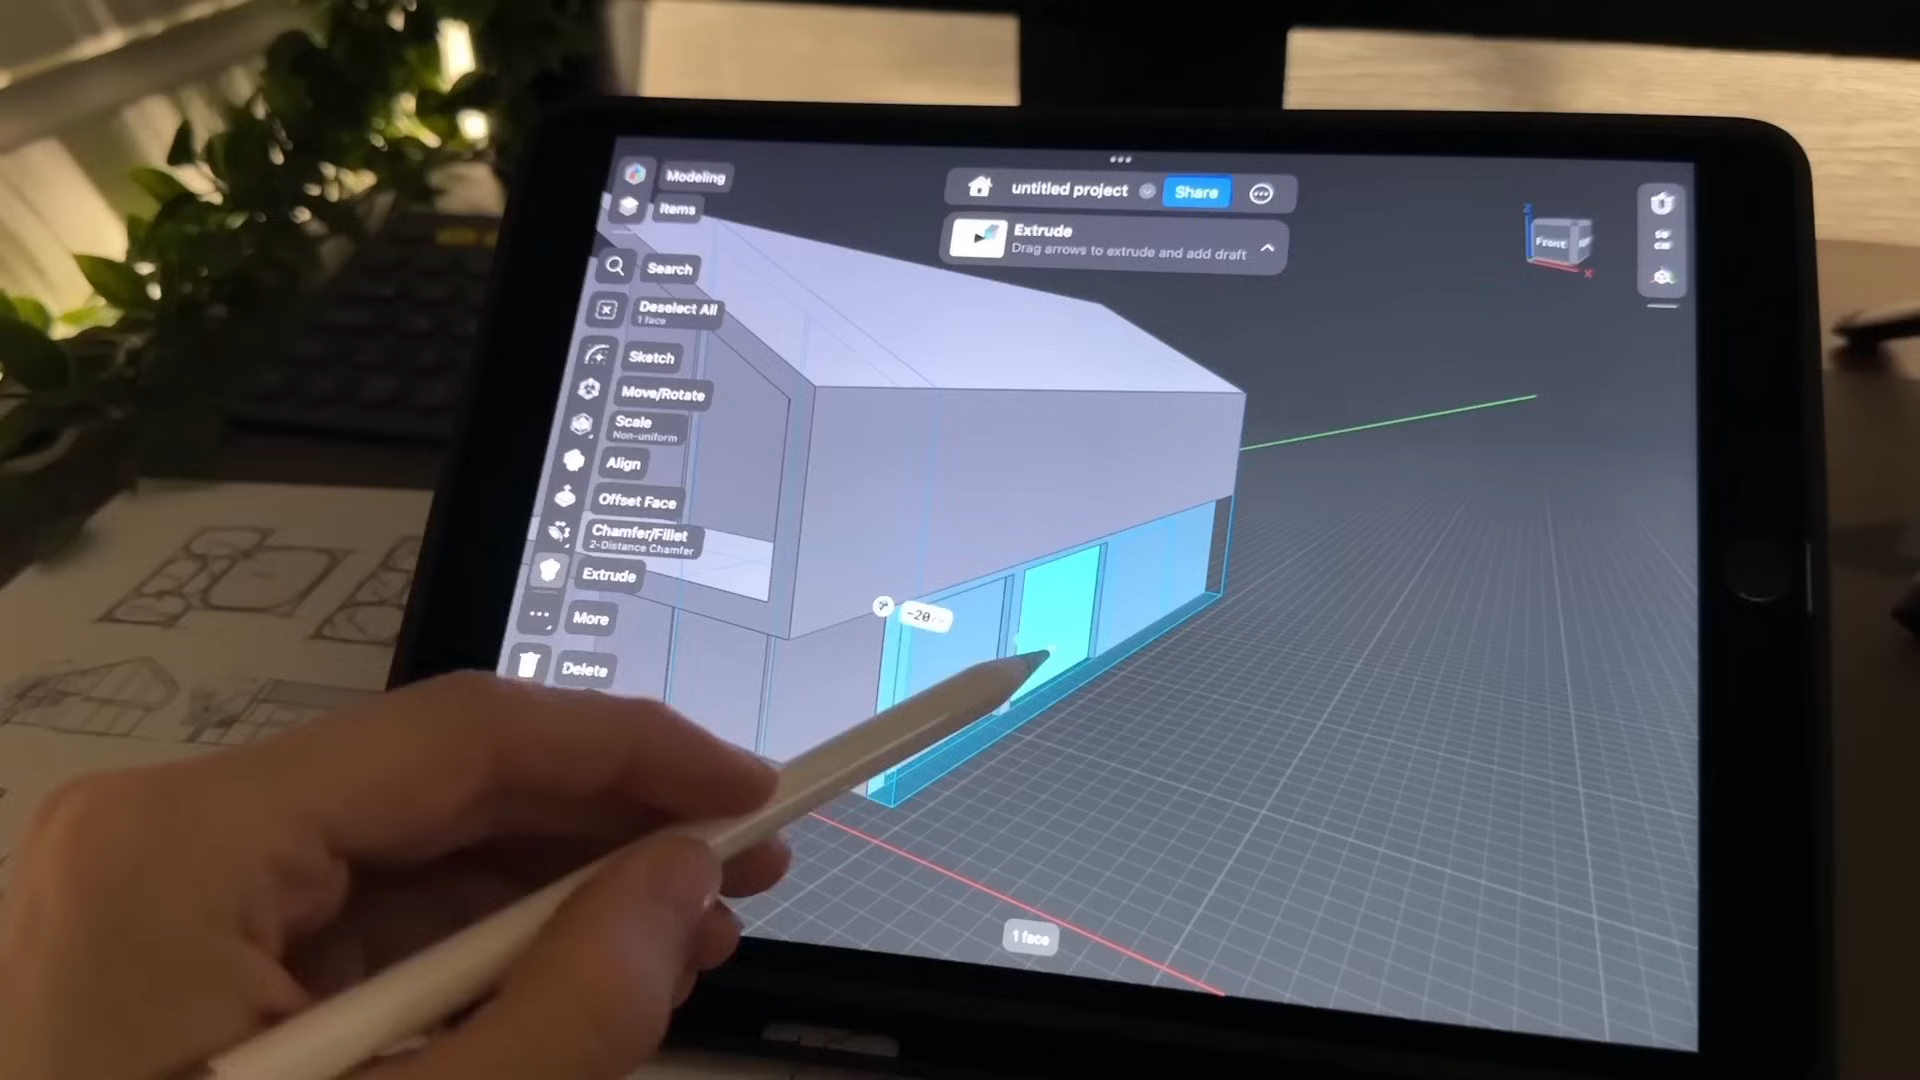 Modeling
Items
untitled project
Share
Extrude
Drag arrows to extrude and add draft
Front
Z
X
Search
Deselect All
1 face
Sketch
Move/Rotate
Scale
Non-uniform
Align
Offset Face
Chamfer/Fillet
2-Distance Chamfer
Extrude
More
Delete
-20
1 face